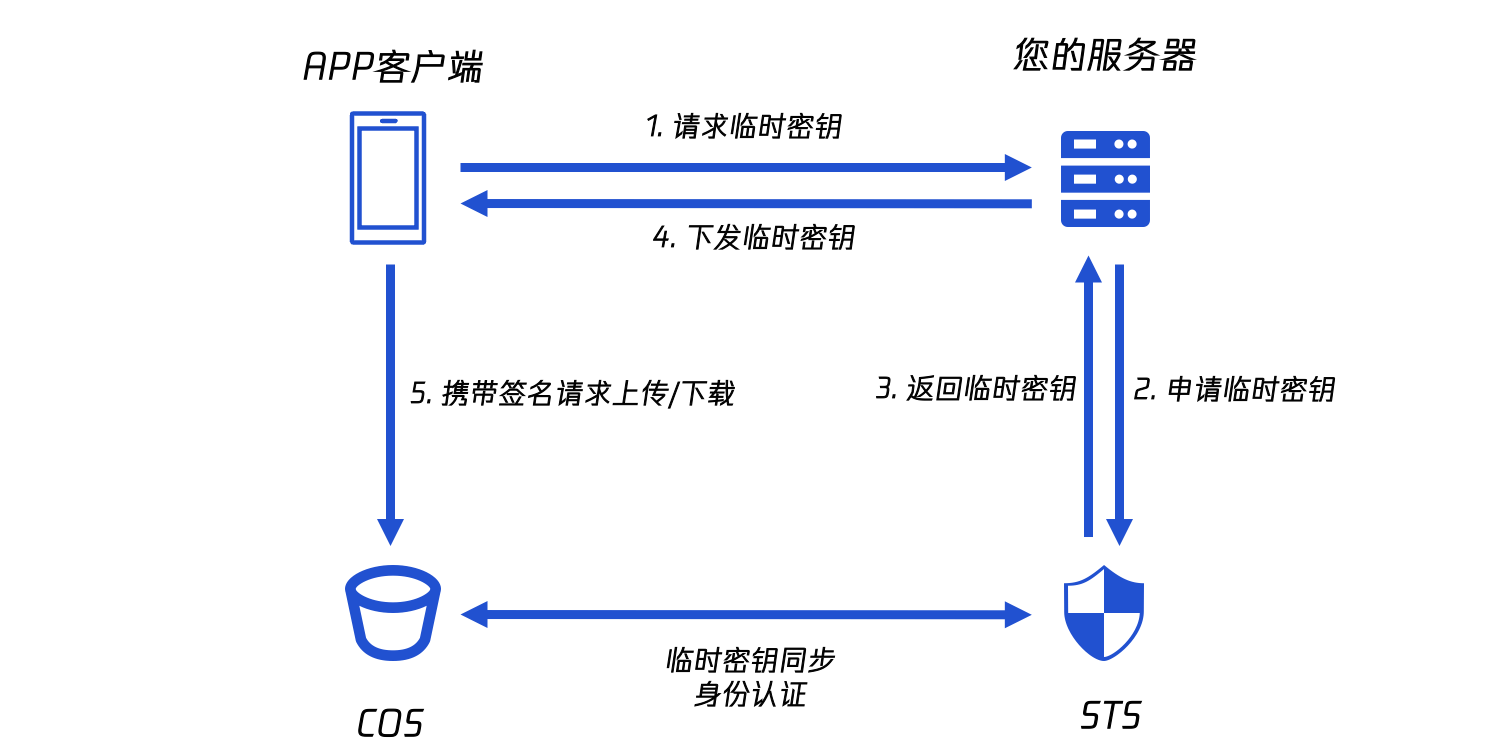 APP客户端
您的服务器
1. 请求临时密钥
4. 下发临时密钥
5. 携带签名请求上传/下载
3. 返回临时密钥
2. 申请临时密钥
临时密钥同步
身份认证
COS
STS